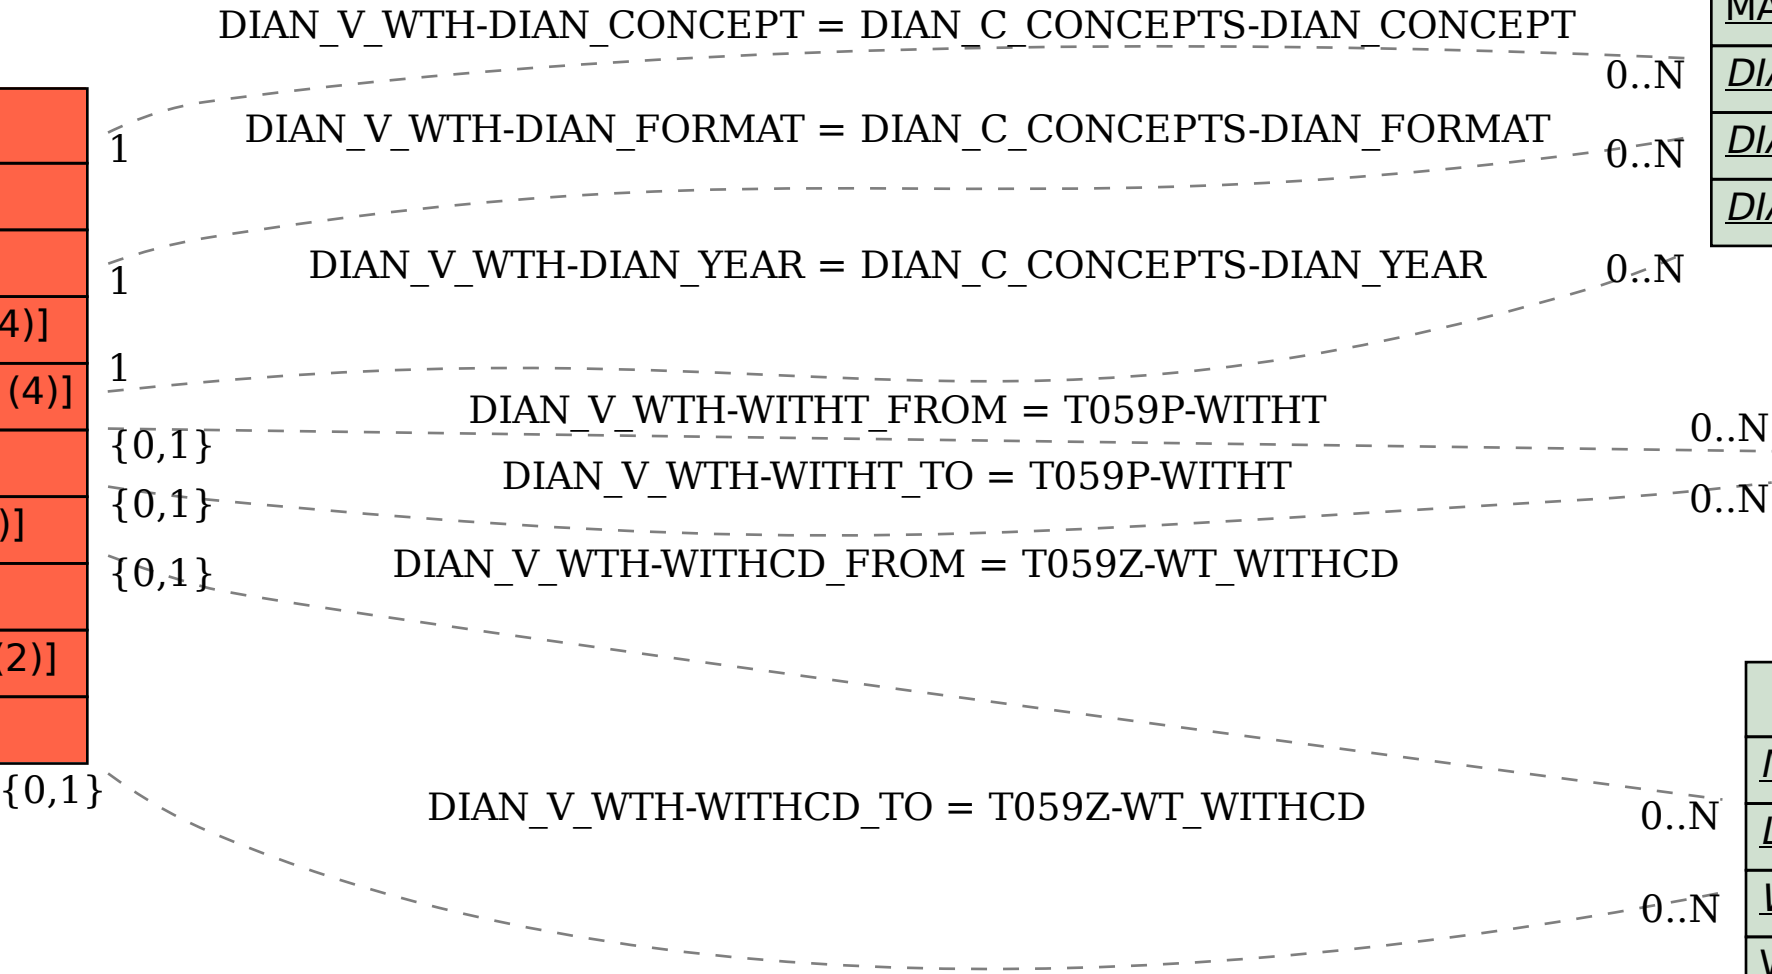 DIAN_V_WTH-DIAN_CONCEPT = DIAN_C_CONCEPTS-DIAN_CONCEPT
0..N
1
DIAN_V_WTH-DIAN_FORMAT = DIAN_C_CONCEPTS-DIAN_FORMAT
0..N
1
DIAN_V_WTH-DIAN_YEAR = DIAN_C_CONCEPTS-DIAN_YEAR
0..N
4)]
1
(4)]
DIAN_V_WTH-WITHT_FROM = T059P-WITHT
0..N
{0,1}
DIAN_V_WTH-WITHT_TO = T059P-WITHT
0..N
{0,1}
)]
DIAN_V_WTH-WITHCD_FROM = T059Z-WT_WITHCD
{0,1}
(2)]
{0,1}
DIAN_V_WTH-WITHCD_TO = T059Z-WT_WITHCD
0..N
0..N